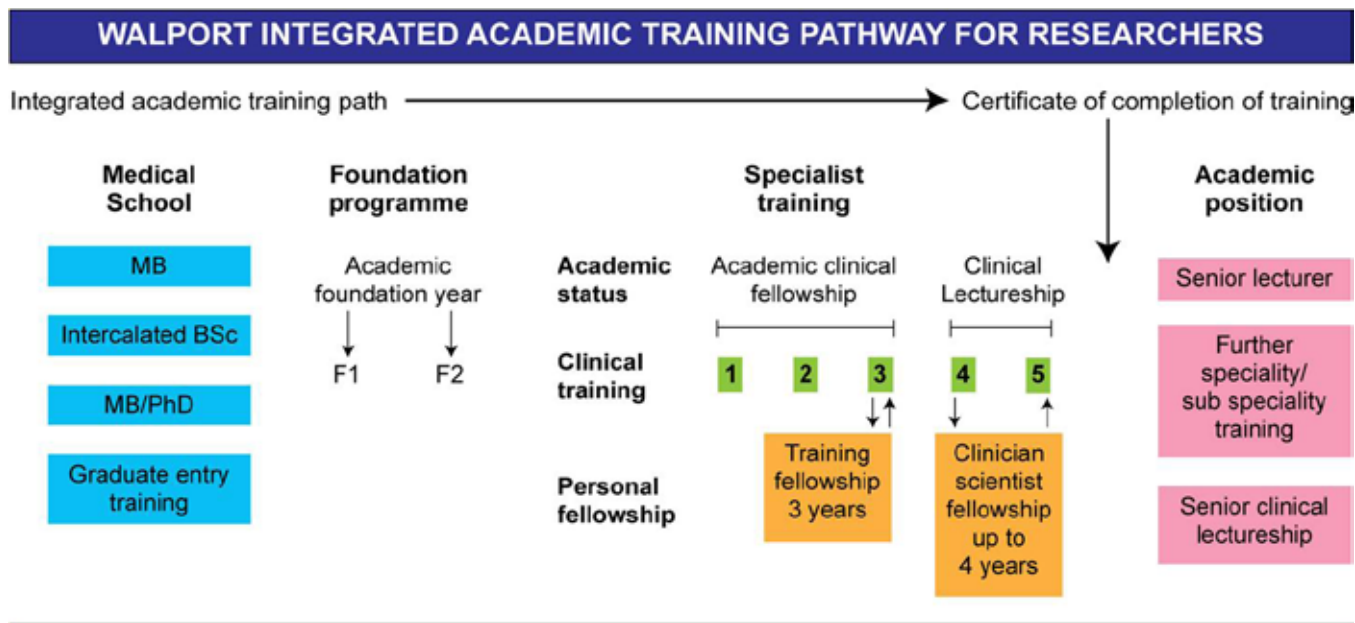 WALPORT INTEGRATED ACADEMIC TRAINING PATHWAY FOR RESEARCHERS
Integrated academic training path
Certificate of completion of training
Medical
School
MB
Intercalated BSc
MB/PhD
Graduate entry
training
Foundation
programme
Academic
foundation year
F1
F2
Specialist
training
Academic
status
Academic clinical
fellowship
Clinical
Lectureship
Clinical
training
1
2
3
4
5
Personal
fellowship
Training
fellowship
3 years
Clinician
scientist
fellowship
up to
4 years
Academic
position
Senior lecturer
Further
speciality/
sub speciality
training
Senior clinical
lectureship